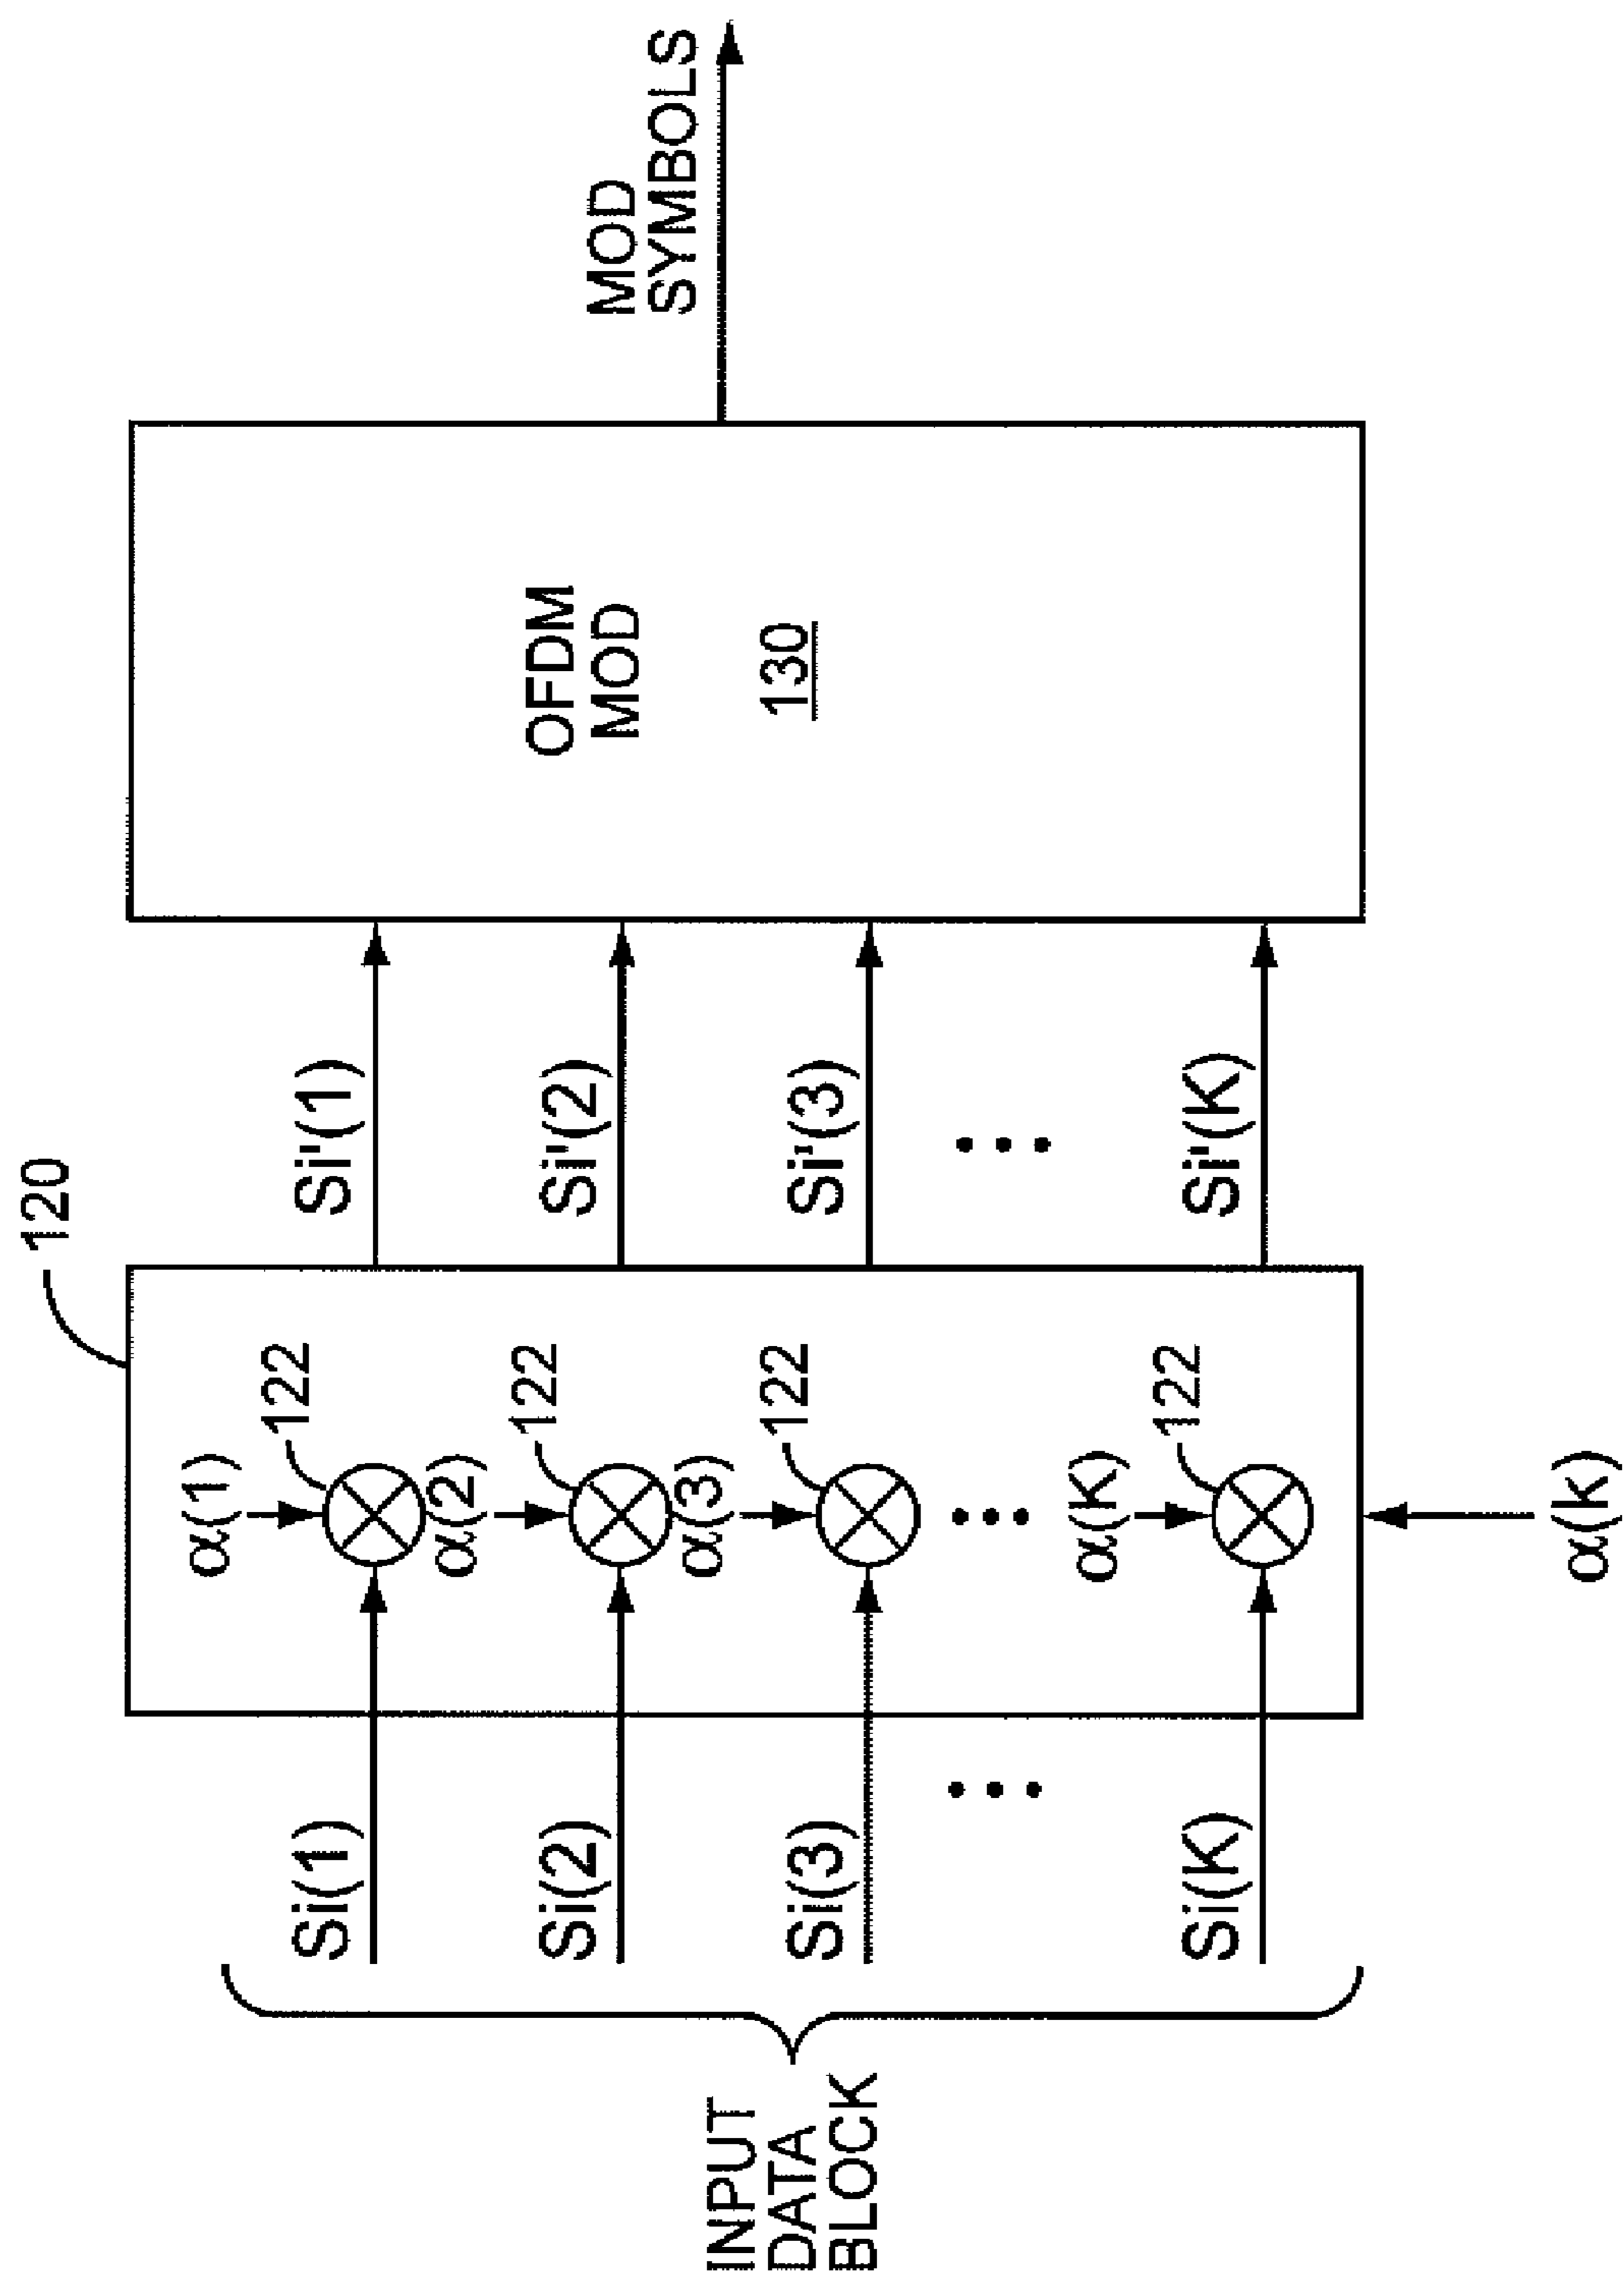 120
INPUT
DATA
BLOCK
Si(1)
Si(2)
Si(3)
• • •
Si(K)
α(1)
122
α(2)
122
α(3)
122
• • •
α(K)
122
α(k)
Si'(1)
Si'(2)
Si'(3)
• • •
Si'(K)
OFDM
MOD
130
MOD
SYMBOLS